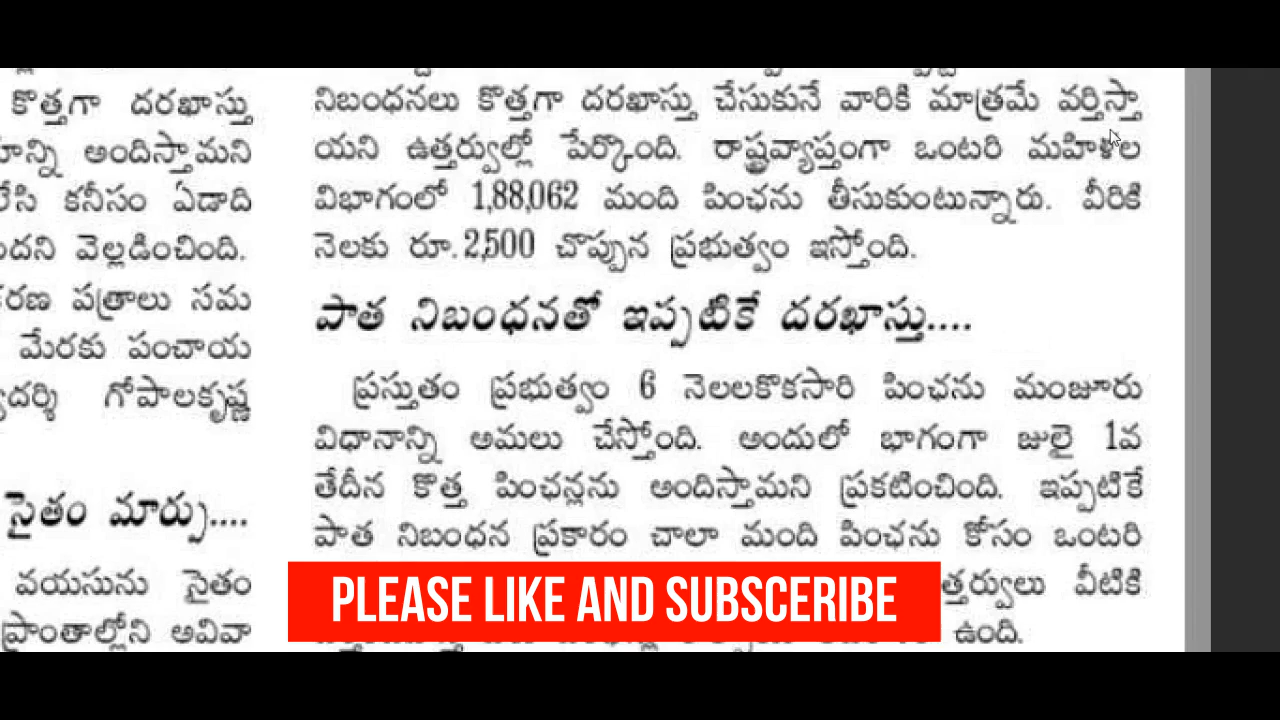 కొత్తగా దరఖాస్తు
అందిస్తామని
కనీసం ఏడాది
వెల్లడించింది.
పత్రాలు సమ
మేరకు పంచాయ
గోపాలకృష్ణ
సైతం మార్పు....
వయసును సైతం
ప్రాంతాల్లోని అవివా
నిబంధనలు కొత్తగా దరఖాస్తు చేసుకునే వారికి మాత్రమే వర్తిస్తా
యని ఉత్తర్వుల్లో పేర్కొంది. రాష్ట్రవ్యాప్తంగా ఒంటరి మహిళల
విభాగంలో 1,88,062 మంది పింఛను తీసుకుంటున్నారు. వీరికి
నెలకు రూ.2,500 చొప్పున ప్రభుత్వం ఇస్తోంది.
పాత నిబంధనతో ఇప్పటికే దరఖాస్తు....
ప్రస్తుతం ప్రభుత్వం 6 నెలలకొకసారి పింఛను మంజూరు
విధానాన్ని అమలు చేస్తోంది. అందులో భాగంగా జులై 1వ
తేదీన కొత్త పింఛన్లను అందిస్తామని ప్రకటించింది. ఇప్పటికే
పాత నిబంధన ప్రకారం చాలా మంది పింఛను కోసం ఒంటరి
వీటికి
ఉంది.
PLEASE LIKE AND SUBSCERIBE